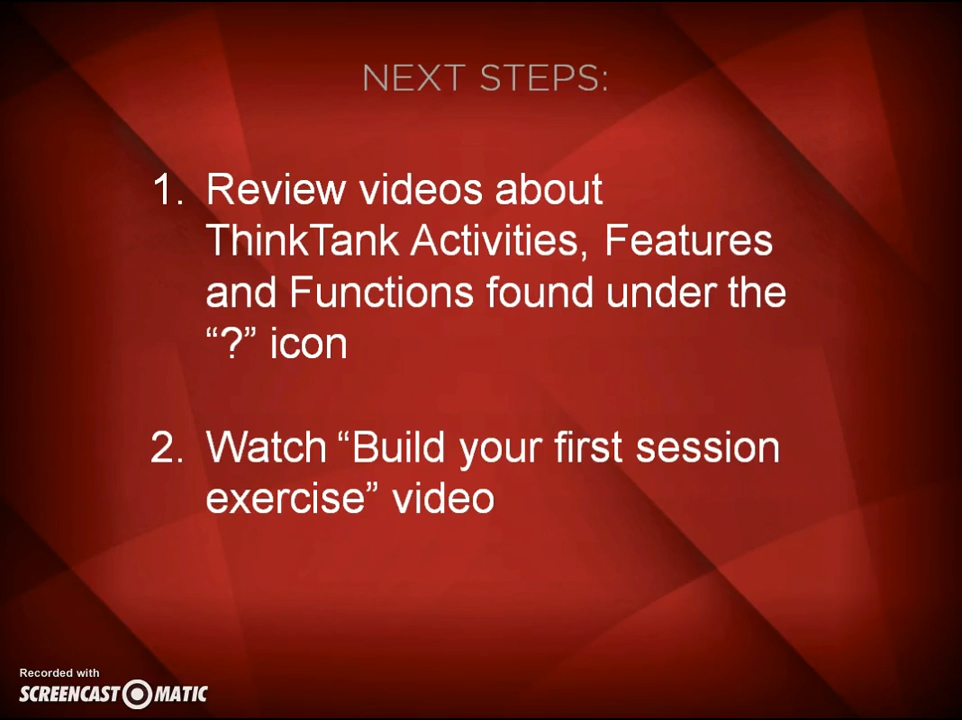 NEXT STEPS:
1. Review videos about
ThinkTank Activities, Features
and Functions found under the
“?” icon
2. Watch “Build your first session
exercise” video
Recorded with
SCREENCAST MATIC